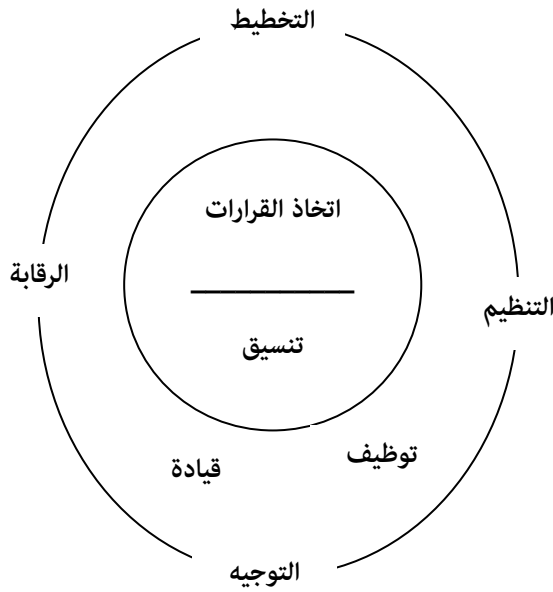 التخطيط
اتخاذ القرارات
الرقابة
التنظيم
تنسيق
توظيف
قيادة
التوجيه